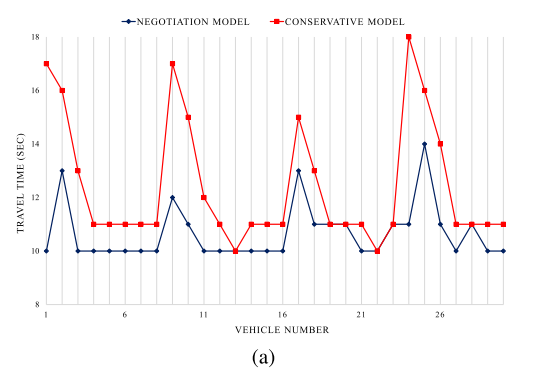 NEGOTIATION MODEL CONSERVATIVE MODEL
18
16
14
12
10
8
TRAVEL TIME (SEC)
1 6 11 16 21 26
VEHICLE NUMBER
(a)